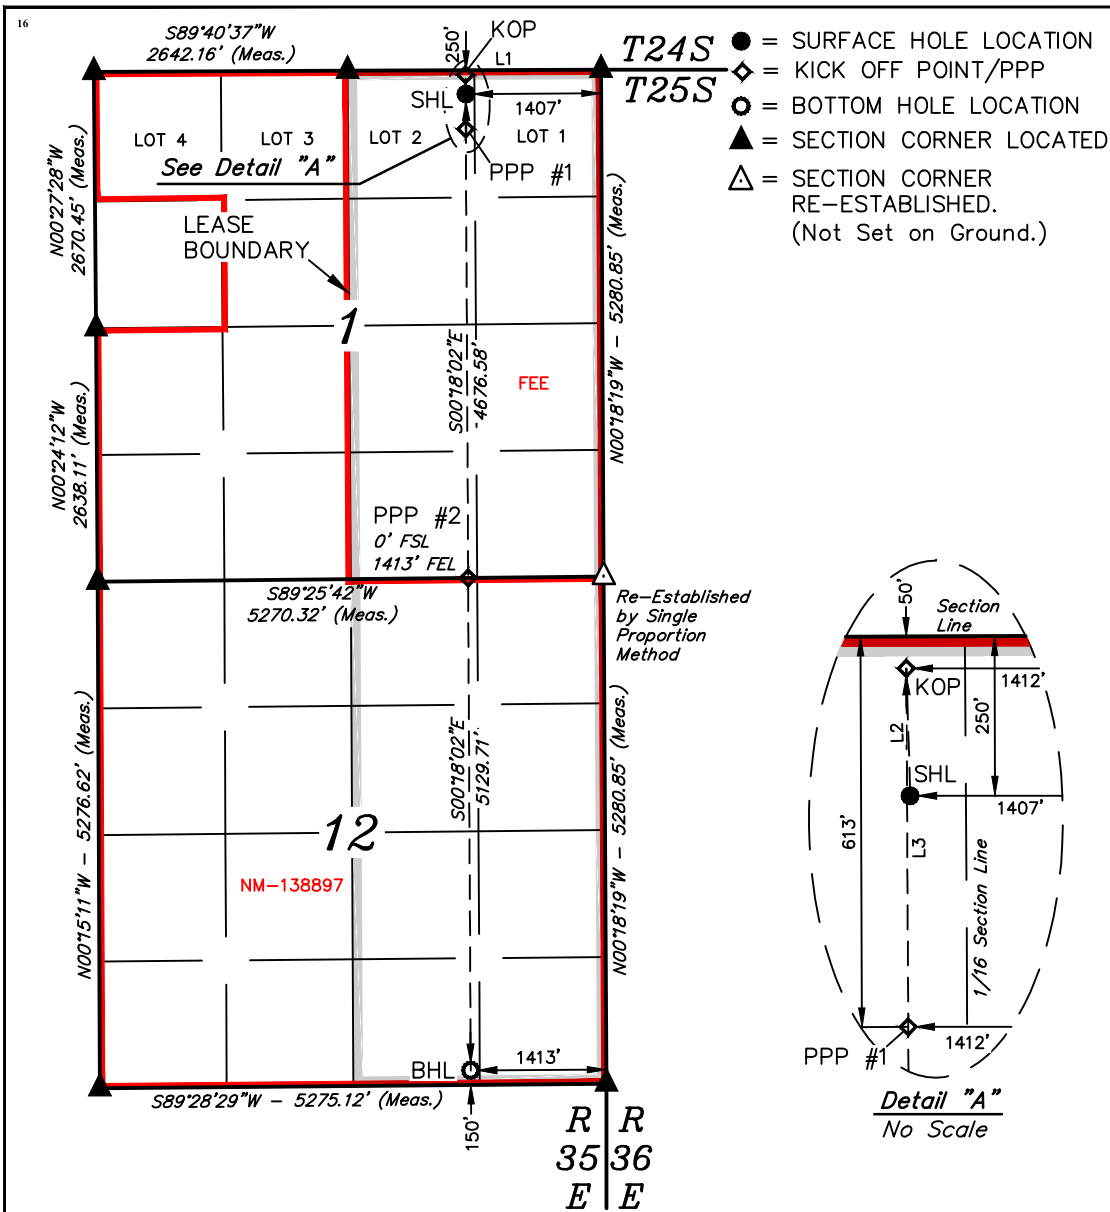 16
S89°40'37"W
2642.16' (Meas.)
250'
KOP
L1
T24S
T25S
= SURFACE HOLE LOCATION
= KICK OFF POINT/PPP
= BOTTOM HOLE LOCATION
= SECTION CORNER LOCATED
= SECTION CORNER
RE-ESTABLISHED.
(Not Set on Ground.)
SHL
1407'
LOT 4
LOT 3
LOT 2
LOT 1
See Detail "A"
PPP #1
N00°27'28"W
2670.45' (Meas.)
LEASE
BOUNDARY
1
N00°18'19"W - 5280.85' (Meas.)
S00°18'02"E
4676.58'
FEE
N00°24'12"W
2638.11' (Meas.)
PPP #2
0' FSL
1413' FEL
S89°25'42"W
5270.32' (Meas.)
Re-Established
by Single
Proportion
Method
N00°15'11"W - 5276.62' (Meas.)
S00°18'02"E
5129.71'
N00°18'19"W - 5280.85' (Meas.)
12
NM-138897
BHL
1413'
S89°28'29"W - 5275.12' (Meas.)
150'
R R
35 36
E E
50'
Section
Line
KOP
1412'
250'
L2
SHL
1407'
613'
L3
1/16 Section Line
PPP #1
1412'
Detail "A"
No Scale